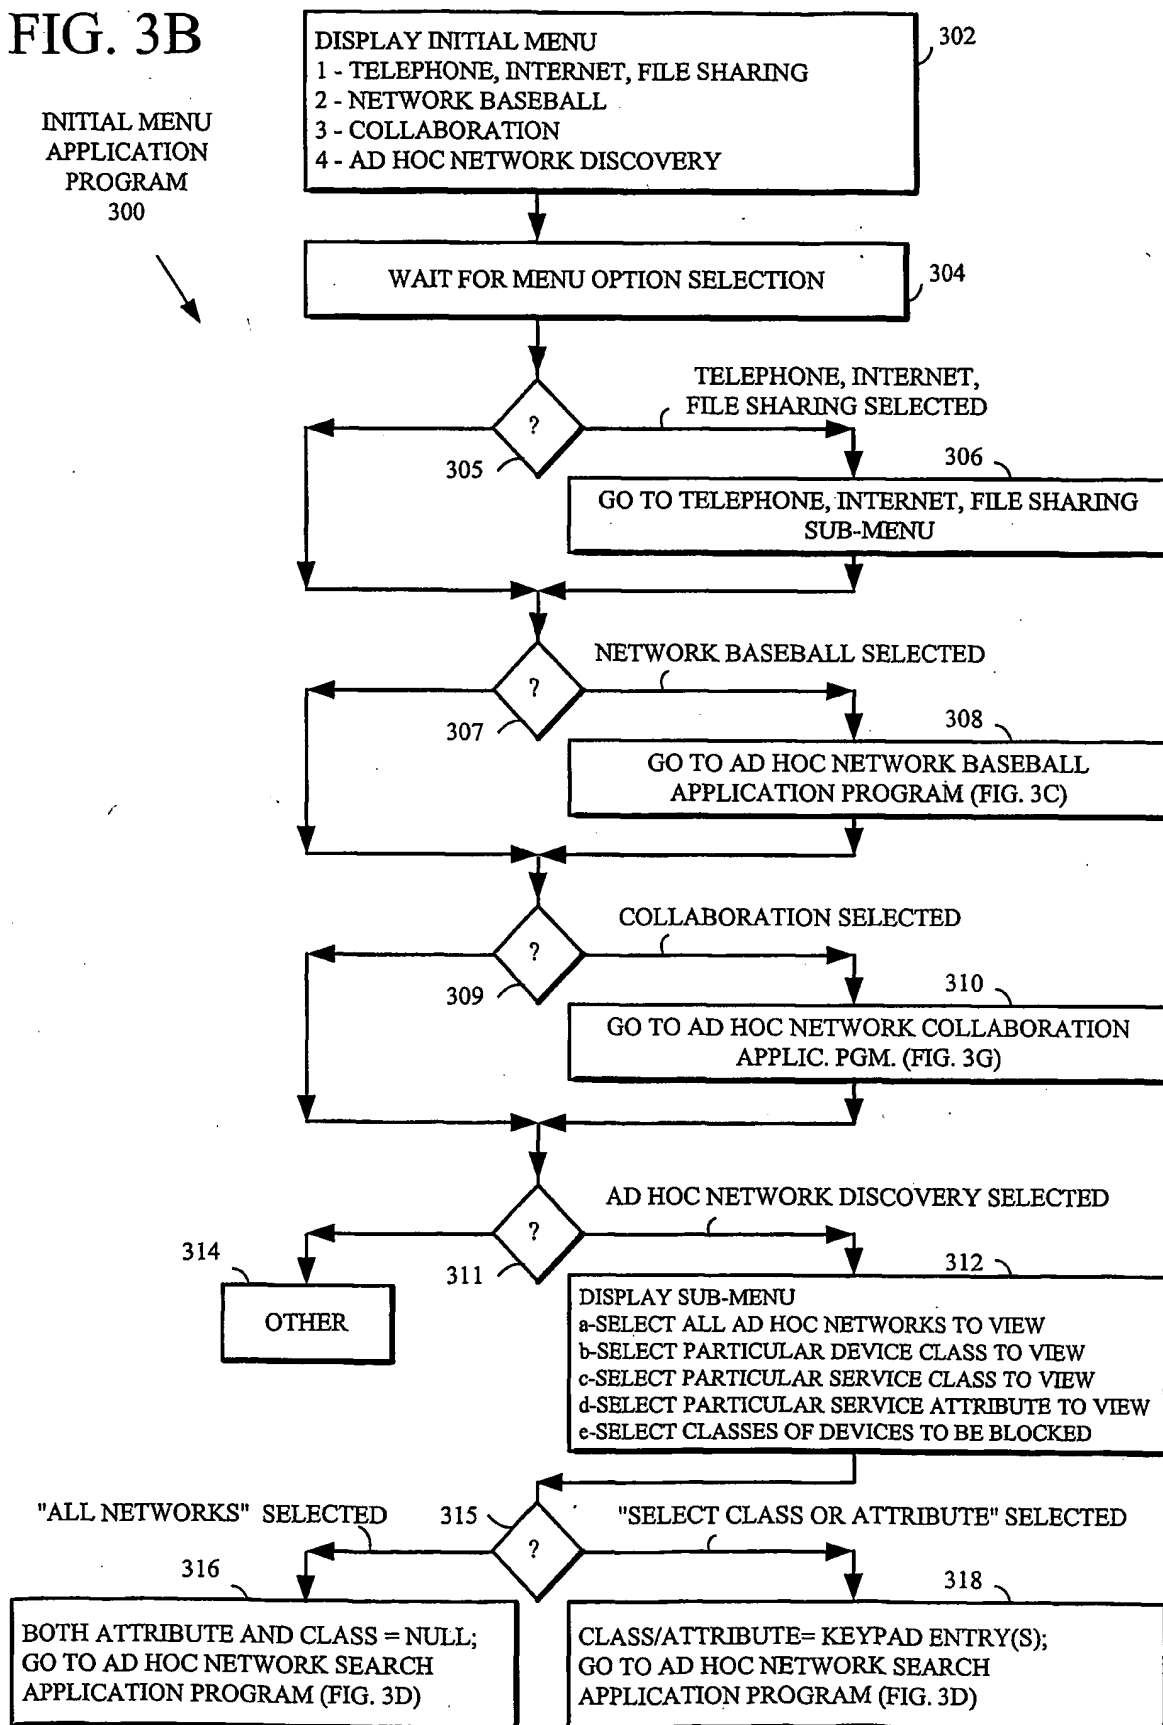 FIG. 3B
INITIAL MENU
APPLICATION
PROGRAM
300
DISPLAY INITIAL MENU
1 - TELEPHONE, INTERNET, FILE SHARING
2 - NETWORK BASEBALL
3 - COLLABORATION
4 - AD HOC NETWORK DISCOVERY
302
WAIT FOR MENU OPTION SELECTION
304
TELEPHONE, INTERNET,
FILE SHARING SELECTED
?
305
306
GO TO TELEPHONE, INTERNET, FILE SHARING
SUB-MENU
NETWORK BASEBALL SELECTED
?
307
308
GO TO AD HOC NETWORK BASEBALL
APPLICATION PROGRAM (FIG. 3C)
COLLABORATION SELECTED
?
309
310
GO TO AD HOC NETWORK COLLABORATION
APPLIC. PGM. (FIG. 3G)
AD HOC NETWORK DISCOVERY SELECTED
?
311
314
OTHER
312
DISPLAY SUB-MENU
a-SELECT ALL AD HOC NETWORKS TO VIEW
b-SELECT PARTICULAR DEVICE CLASS TO VIEW
c-SELECT PARTICULAR SERVICE CLASS TO VIEW
d-SELECT PARTICULAR SERVICE ATTRIBUTE TO VIEW
e-SELECT CLASSES OF DEVICES TO BE BLOCKED
"ALL NETWORKS" SELECTED
315
?
"SELECT CLASS OR ATTRIBUTE" SELECTED
316
BOTH ATTRIBUTE AND CLASS = NULL;
GO TO AD HOC NETWORK SEARCH
APPLICATION PROGRAM (FIG. 3D)
318
CLASS/ATTRIBUTE= KEYPAD ENTRY(S);
GO TO AD HOC NETWORK SEARCH
APPLICATION PROGRAM (FIG. 3D)